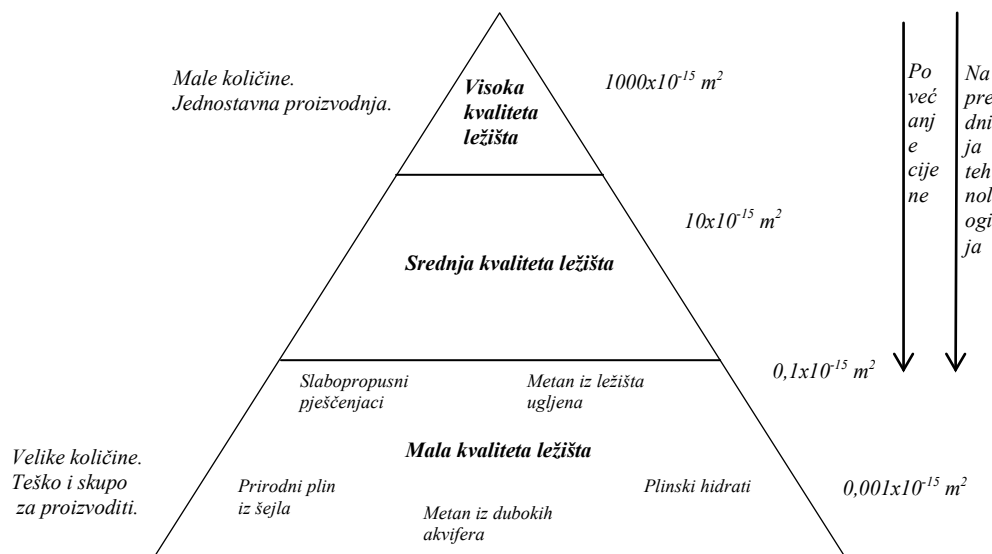 Male količine.
Jednostavna proizvodnja.
Visoka
kvaliteta
ležišta
1000x10⁻¹⁵ m²
Po
već
anj
e
cije
ne
Na
pre
dni
ja
teh
nol
ogi
ja
10x10⁻¹⁵ m²
Srednja kvaliteta ležišta
0,1x10⁻¹⁵ m²
Slabopropusni
pješčenjaci
Metan iz ležišta
ugljena
Mala kvaliteta ležišta
Velike količine.
Teško i skupo
za proizvoditi.
Prirodni plin
iz šejla
Metan iz dubokih
akvifera
Plinski hidrati
0,001x10⁻¹⁵ m²